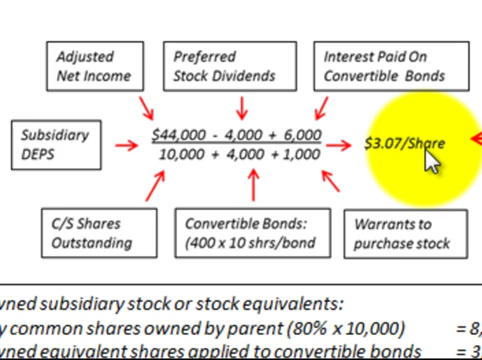 Adjusted
Net Income
Preferred
Stock Dividends
Interest Paid On
Convertible Bonds
Subsidiary
DEPS
$44,000 - 4,000 + 6,000
10,000 + 4,000 + 1,000
$3.07/Share
C/S Shares
Outstanding
Convertible Bonds:
(400 x 10 shrs/bond
Warrants to
purchase stock
wned subsidiary stock or stock equivalents:
y common shares owned by parent (80% x 10,000) = 8,
wned equivalent shares applied to convertible bonds = 3